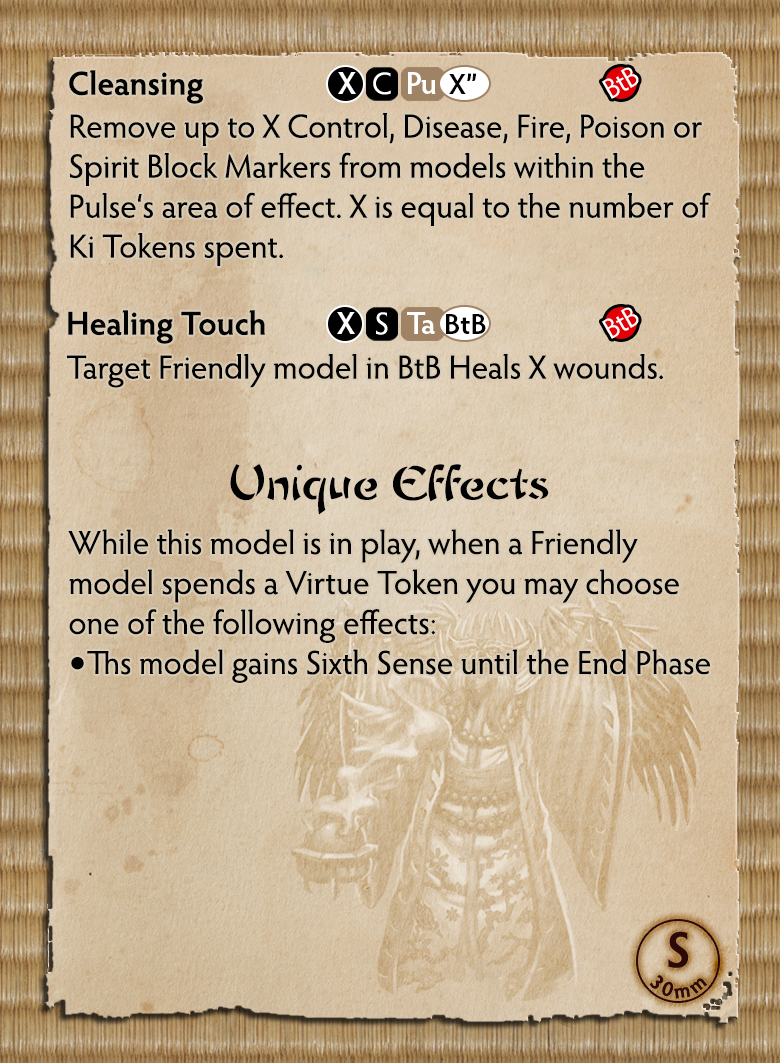 Cleansing X C Pu X" BtB
Remove up to X Control, Disease, Fire, Poison or
Spirit Block Markers from models within the
Pulse's area of effect. X is equal to the number of
Ki Tokens spent.
Healing Touch X S Ta BtB BtB
Target Friendly model in BtB Heals X wounds.
Unique Effects
While this model is in play, when a Friendly
model spends a Virtue Token you may choose
one of the following effects:
•Ths model gains Sixth Sense until the End Phase
S
30mm